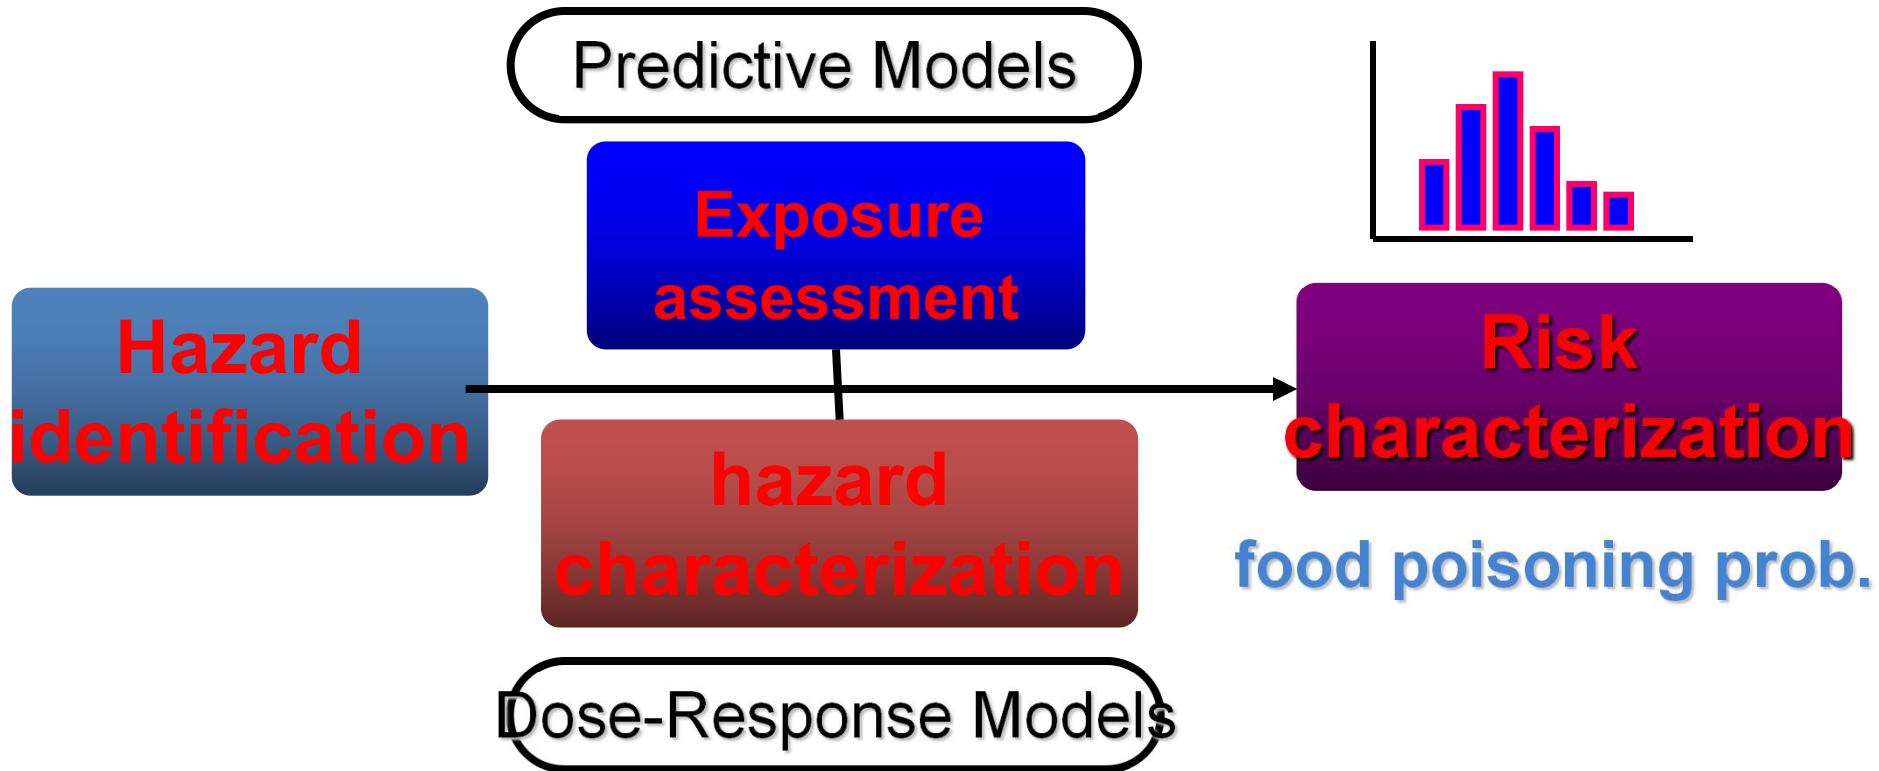 Predictive Models
Exposure
assessment
Hazard
identification
hazard
characterization
Dose-Response Models
Risk
characterization
food poisoning prob.